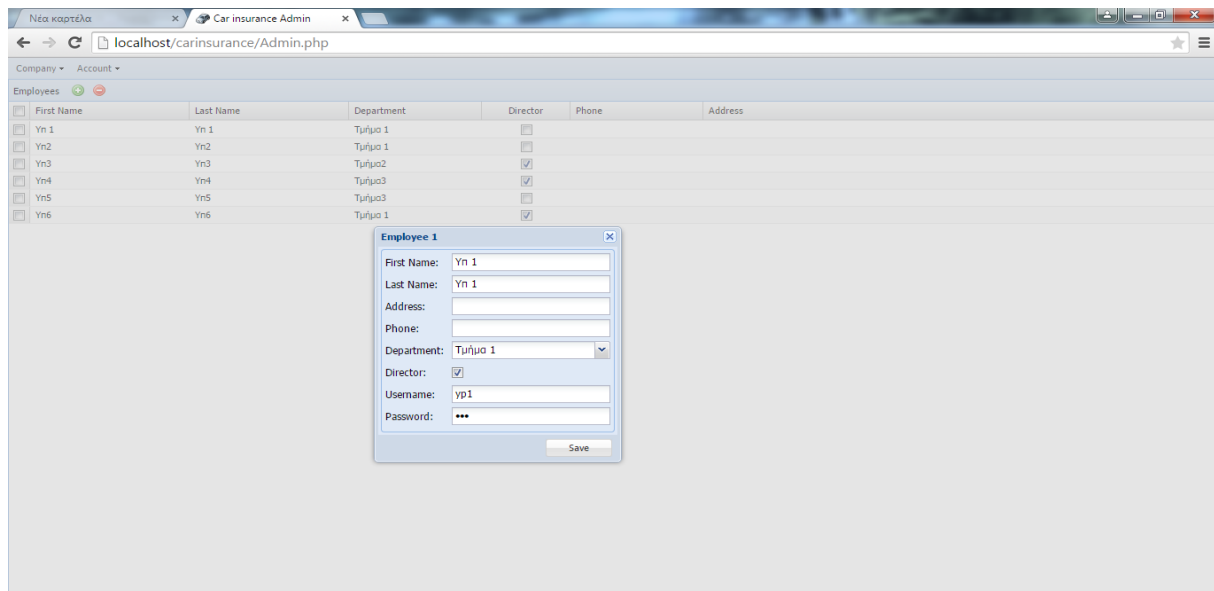 Νέα καρτέλα
Car insurance Admin
localhost/carinsurance/Admin.php
Company Account
Employees
First Name Last Name Department Director Phone Address
Υπ 1 Υπ 1 Τμήμα 1
Υπ2 Υπ2 Τμήμα 1
Υπ3 Υπ3 Τμήμα2
Υπ4 Υπ4 Τμήμα3
Υπ5 Υπ5 Τμήμα3
Υπ6 Υπ6 Τμήμα 1
Employee 1
First Name: Υπ 1
Last Name: Υπ 1
Address:
Phone:
Department: Τμήμα 1
Director:
Username: yp1
Password: •••
Save